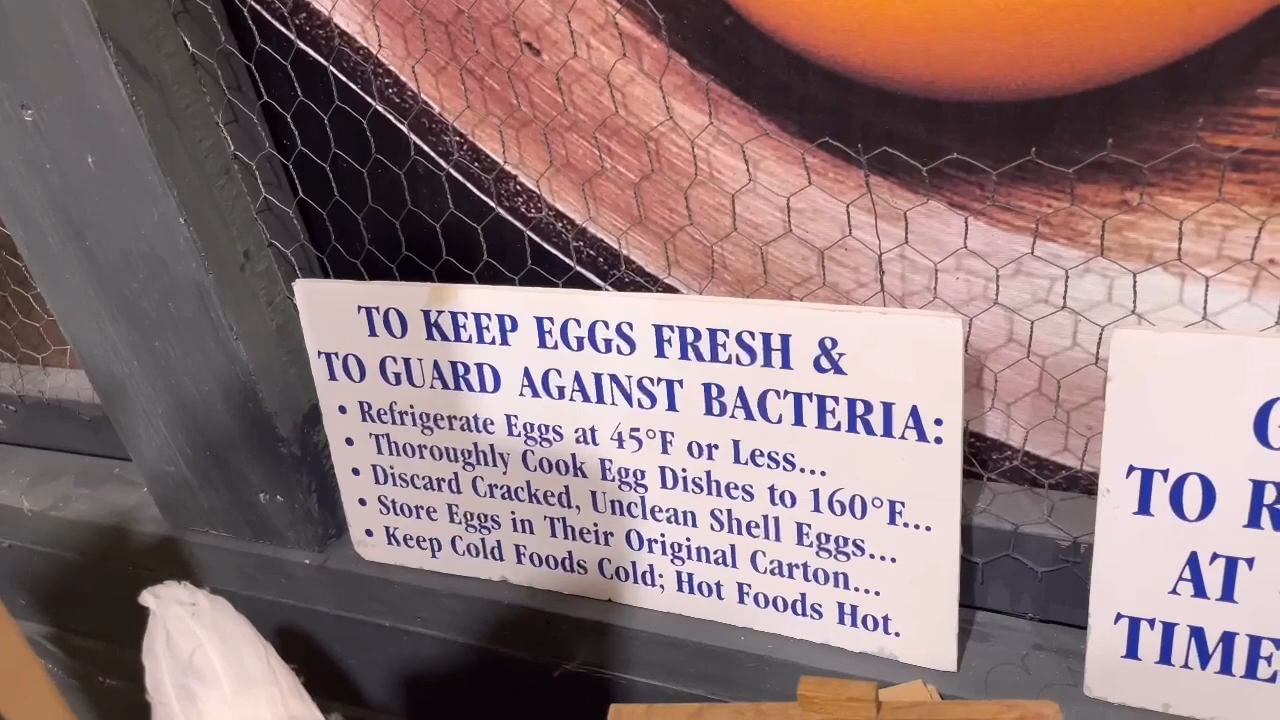 TO KEEP EGGS FRESH &
TO GUARD AGAINST BACTERIA:
• Refrigerate Eggs at 45°F or Less...
• Thoroughly Cook Egg Dishes to 160°F...
• Discard Cracked, Unclean Shell Eggs...
• Store Eggs in Their Original Carton...
• Keep Cold Foods Cold; Hot Foods Hot.
TO
AT
TIME